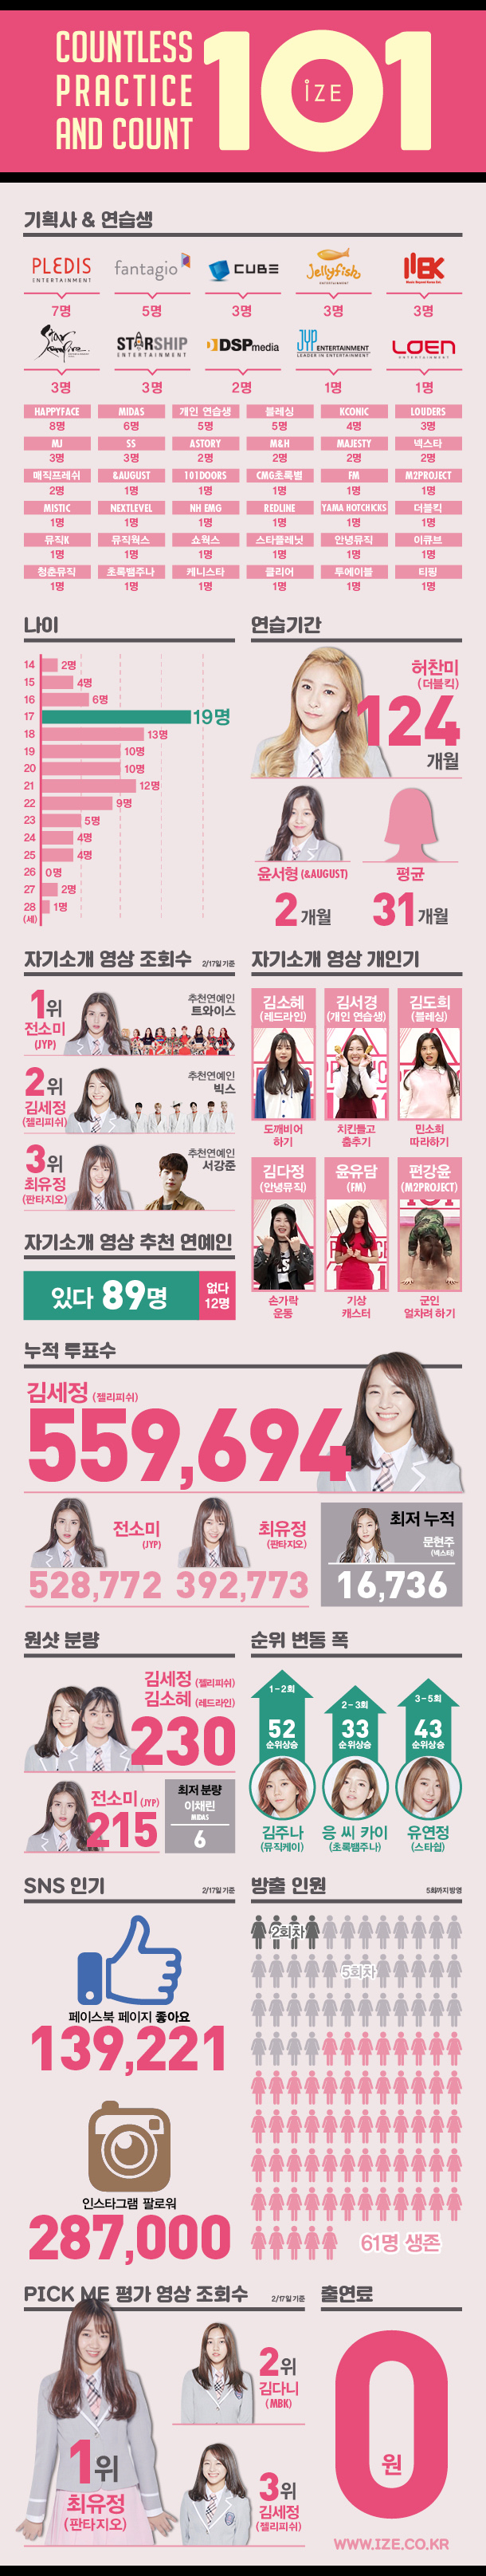 COUNTLESS
PRACTICE
AND COUNT
101
iZE
기획사 & 연습생
PLEDIS
ENTERTAINMENT
fantagio
CUBE
Jellyfish
ENTERTAINMENT
MBK
7명 5명 3명 3명 3명
STARSHIP
ENTERTAINMENT
DSPmedia
JYP ENTERTAINMENT
LEADER IN ENTERTAINMENT
LOEN
ENTERTAINMENT
3명 3명 2명 1명 1명
HAPPYFACE MIDAS 개인 연습생 블레싱 KCONIC LOUDERS
8명 6명 5명 5명 4명 3명
MJ SS ASTORY M&H MAJESTY 넥스타
3명 3명 2명 2명 2명 2명
매직프레쉬 &AUGUST 101DOORS CMG초록별 FM M2PROJECT
2명 1명 1명 1명 1명 1명
MISTIC NEXTLEVEL NH EMG REDLINE YAMA HOTCHICKS 더블킥
1명 1명 1명 1명 1명 1명
뮤직K 뮤직웍스 쇼웍스 스타플래닛 안녕뮤직 이큐브
1명 1명 1명 1명 1명 1명
청춘뮤직 초록뱀주나 케니스타 클리어 투에이블 티핑
1명 1명 1명 1명 1명 1명
나이
14 2명
15 4명
16 6명
17 19명
18 13명
19 10명
20 10명
21 12명
22 9명
23 5명
24 4명
25 4명
26 0명
27 2명
28 1명
(세)
연습기간
허찬미
(더블킥)
124
개월
윤서형 (&AUGUST)
2개월
평균
31개월
자기소개 영상 조회수 2/17일 기준
1위
전소미
(JYP)
추천연예인
트와이스
2위
김세정
(젤리피쉬)
추천연예인
빅스
3위
최유정
(판타지오)
추천연예인
서강준
자기소개 영상 개인기
김소혜
(레드라인)
김서경
(개인 연습생)
김도희
(블레싱)
도깨비어
하기
치킨들고
춤추기
민소희
따라하기
김다정
(안녕뮤직)
윤유담
(FM)
편강윤
(M2PROJECT)
손가락
운동
기상
캐스터
군인
얼차려 하기
자기소개 영상 추천 연예인
있다 89명
없다
12명
누적 투표수
김세정 (젤리피쉬)
559,694
전소미
(JYP)
528,772
최유정
(판타지오)
392,773
최저 누적
문현주
(넥스타)
16,736
원샷 분량
김세정 (젤리피쉬)
김소혜 (레드라인)
230
전소미 (JYP)
215
최저 분량
이채린
MIDAS
6
순위 변동 폭
1-2회
52
순위상승
김주나
(뮤직케이)
2-3회
33
순위상승
응 씨 카이
(초록뱀주나)
3-5회
43
순위상승
유연정
(스타쉽)
SNS 인기 2/17일 기준
페이스북 페이지 좋아요
139,221
인스타그램 팔로워
287,000
방출 인원 5회까지 방영
2회차
5회차
61명 생존
PICK ME 평가 영상 조회수 2/17일 기준
1위
최유정
(판타지오)
2위
김다니
(MBK)
3위
김세정
(젤리피쉬)
출연료
0
원
WWW.IZE.CO.KR